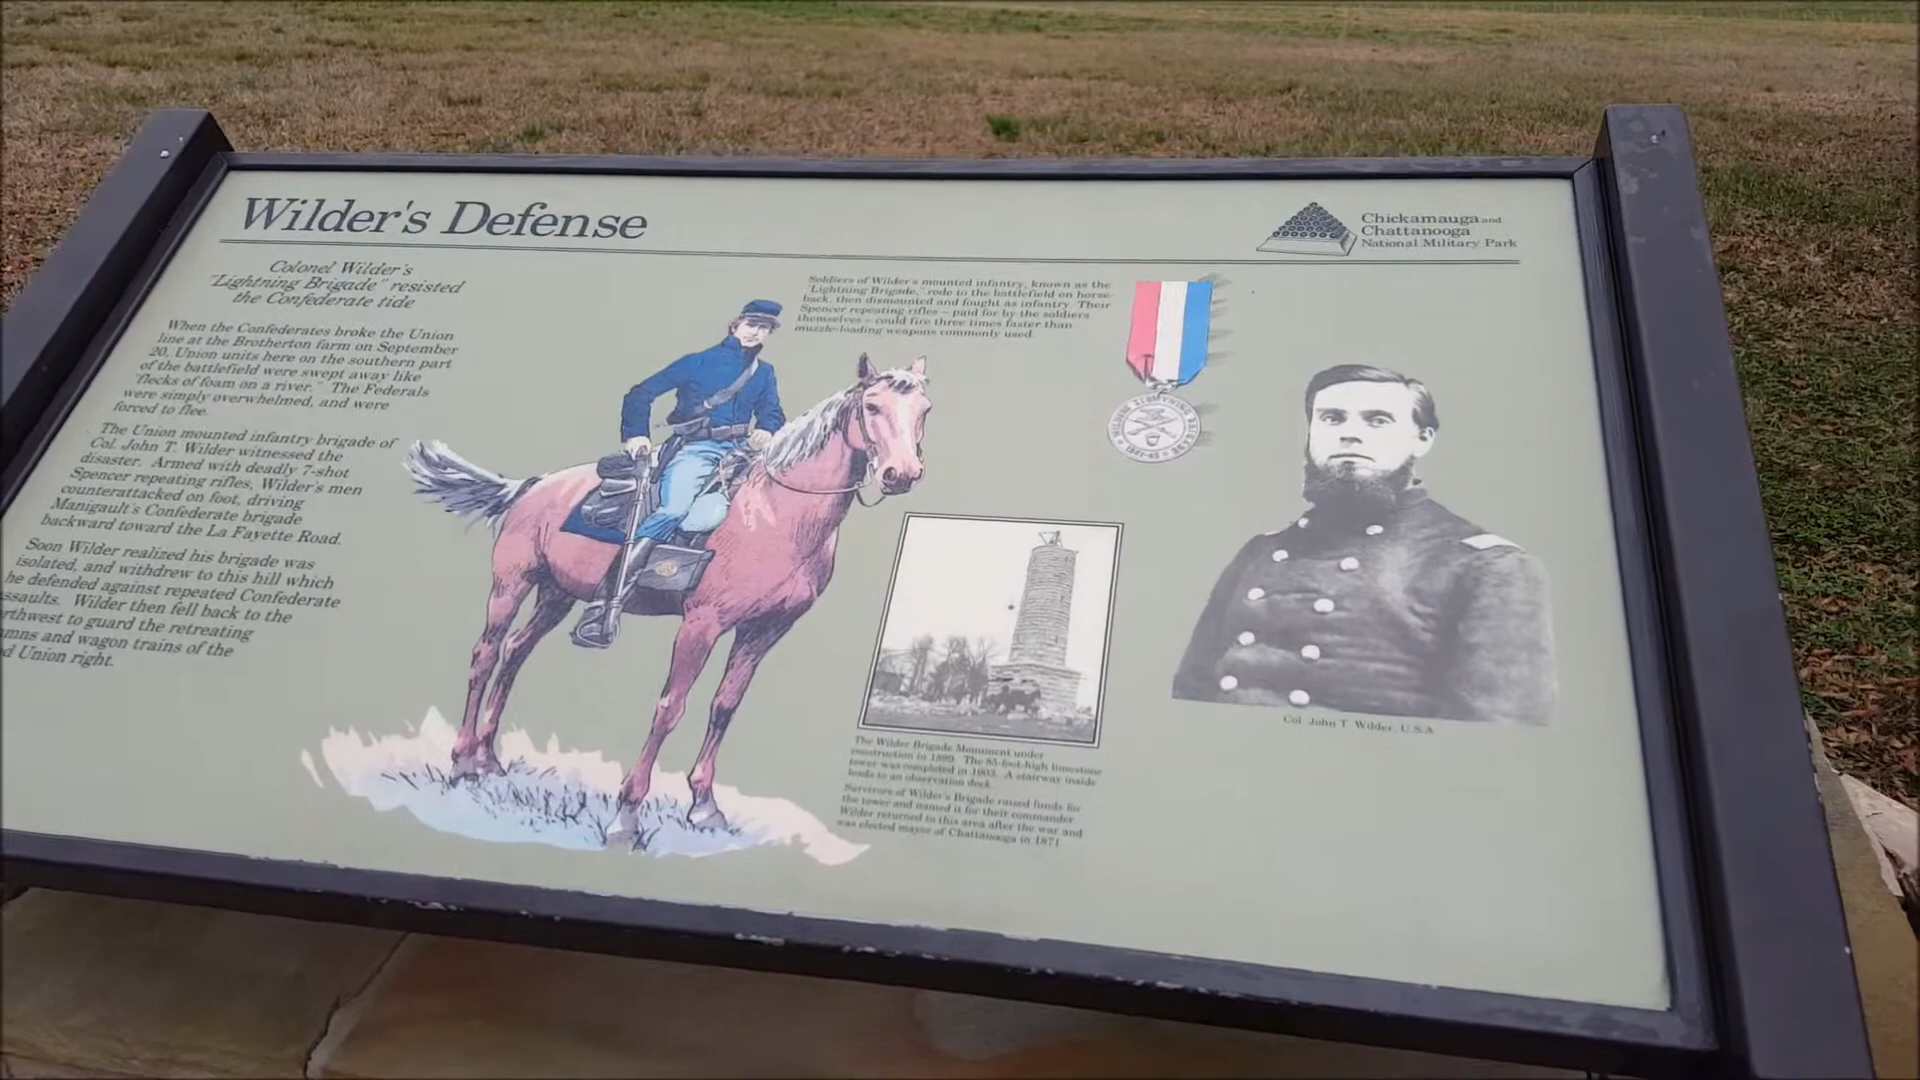 Wilder's Defense
Chickamauga and
Chattanooga
National Military Park
Colonel Wilder's
"Lightning Brigade" resisted
the Confederate tide
When the Confederates broke the Union
line at the Brotherton farm on September
20, Union units here on the southern part
of the battlefield were swept away like
"flecks of foam on a river." The Federals
were simply overwhelmed, and were
forced to flee.
The Union mounted infantry brigade of
Col. John T. Wilder witnessed the
disaster. Armed with deadly 7-shot
Spencer repeating rifles, Wilder's men
counterattacked on foot, driving
Manigault's Confederate brigade
backward toward the La Fayette Road.
Soon Wilder realized his brigade was
isolated, and withdrew to this hill which
he defended against repeated Confederate
ssaults. Wilder then fell back to the
rthwest to guard the retreating
mns and wagon trains of the
d Union right.
Soldiers of Wilder's mounted infantry, known as the
"Lightning Brigade," rode to the battlefield on horse-
back, then dismounted and fought as infantry. Their
Spencer repeating rifles – paid for by the soldiers
themselves – could fire three times faster than
muzzle-loading weapons commonly used.
WILDER'S LIGHTNING BRIGADE
The Wilder Brigade Monument under
construction in 1899. The 85-foot-high limestone
tower was completed in 1903. A stairway inside
leads to an observation deck.
Survivors of Wilder's Brigade raised funds for
the tower and named it for their commander.
Wilder returned to this area after the war and
was elected mayor of Chattanooga in 1871.
Col. John T. Wilder, U.S.A.